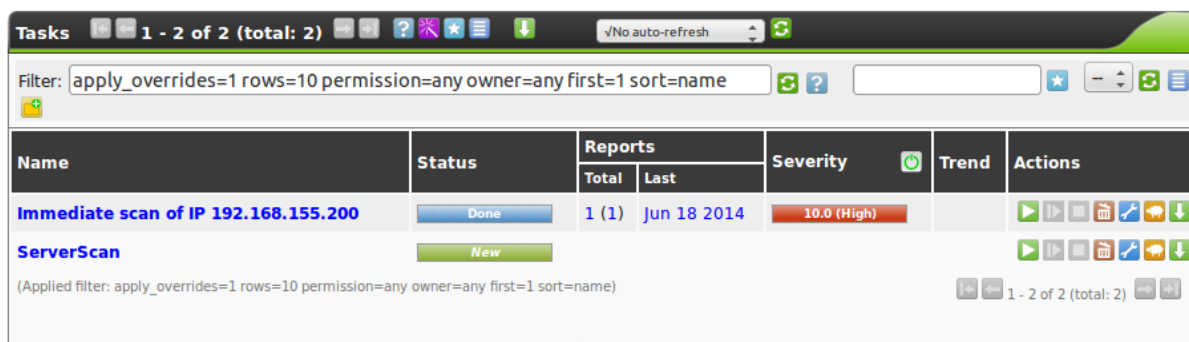 Tasks 1 - 2 of 2 (total: 2) ? √No auto-refresh
Filter: apply_overrides=1 rows=10 permission=any owner=any first=1 sort=name ? --
Name Status Reports Severity Trend Actions
Total Last
Immediate scan of IP 192.168.155.200 Done 1 (1) Jun 18 2014 10.0 (High)
ServerScan New
(Applied filter: apply_overrides=1 rows=10 permission=any owner=any first=1 sort=name) 1 - 2 of 2 (total: 2)